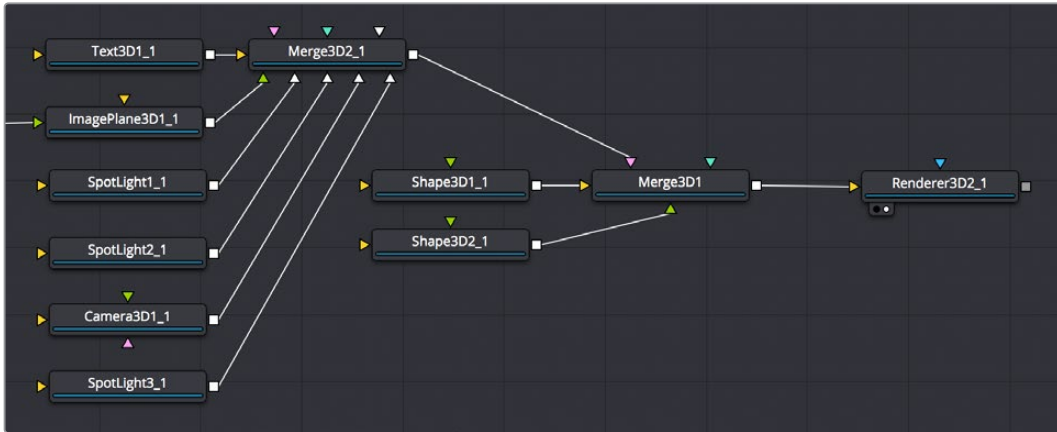 Text3D1_1
Merge3D2_1
ImagePlane3D1_1
SpotLight1_1
Shape3D1_1
Merge3D1
Renderer3D2_1
SpotLight2_1
Shape3D2_1
Camera3D1_1
SpotLight3_1